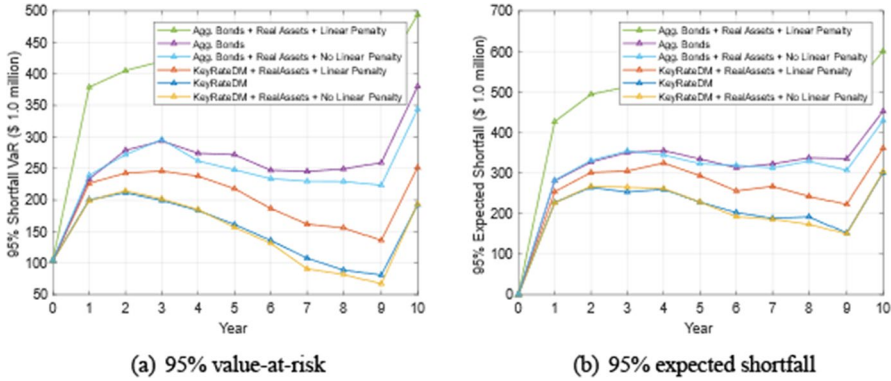 500
450
400
350
300
250
200
150
100
50
0 1 2 3 4 5 6 7 8 9 10
Year
95% Shortfall VaR ($ 1.0 million)
Agg. Bonds + Real Assets + Linear Penalty
Agg. Bonds
Agg. Bonds + Real Assets + No Linear Penalty
KeyRateDM + RealAssets + Linear Penalty
KeyRateDM
KeyRateDM + RealAssets + No Linear Penalty
(a) 95% value-at-risk
700
600
500
400
300
200
100
0
0 1 2 3 4 5 6 7 8 9 10
Year
95% Expected Shortfall ($ 1.0 million)
Agg. Bonds + Real Assets + Linear Penalty
Agg. Bonds
Agg. Bonds + Real Assets + No Linear Penalty
KeyRateDM + RealAssets + Linear Penalty
KeyRateDM
KeyRateDM + RealAssets + No Linear Penalty
(b) 95% expected shortfall